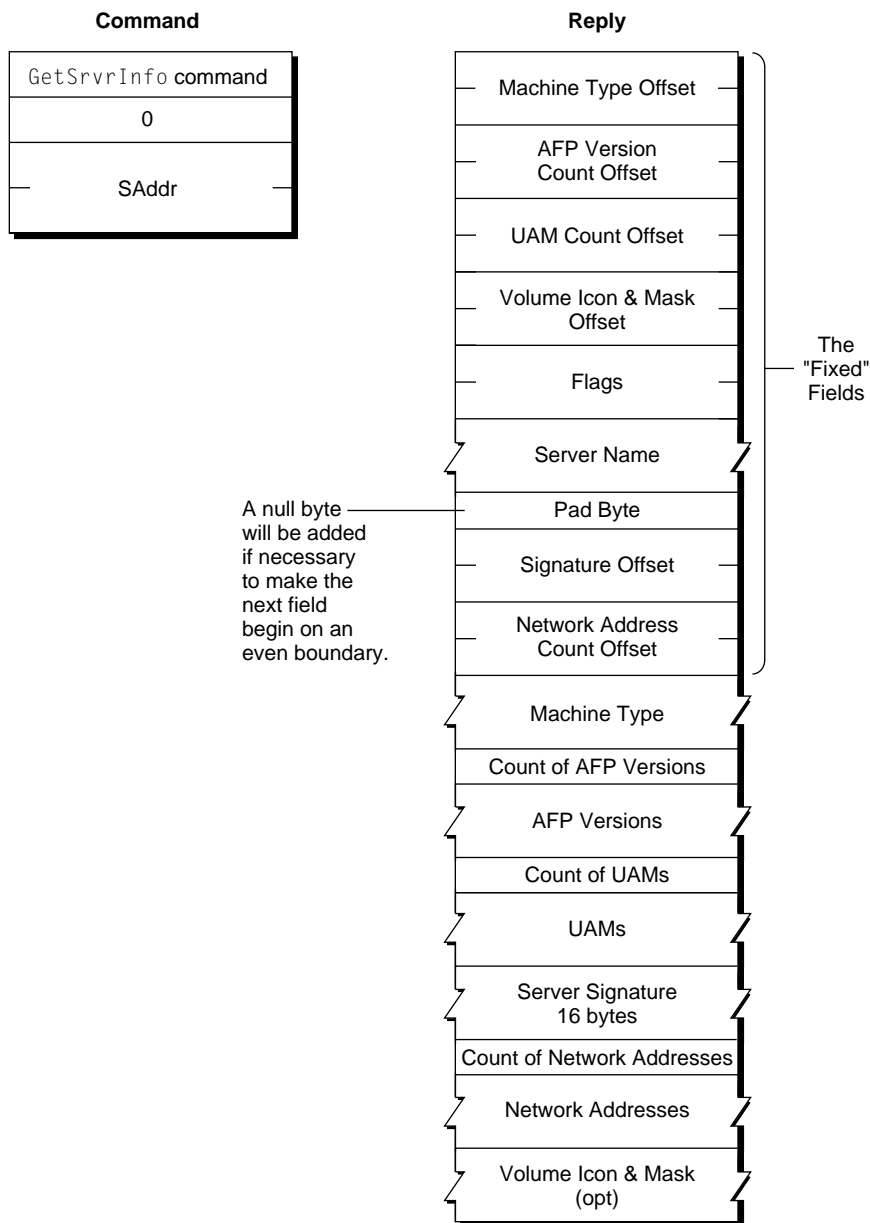 Command
GetSrvrInfo command
0
SAddr
Reply
Machine Type Offset
AFP Version
Count Offset
UAM Count Offset
Volume Icon & Mask
Offset
Flags
Server Name
Pad Byte
Signature Offset
Network Address
Count Offset
Machine Type
Count of AFP Versions
AFP Versions
Count of UAMs
UAMs
Server Signature
16 bytes
Count of Network Addresses
Network Addresses
Volume Icon & Mask
(opt)
The
"Fixed"
Fields
A null byte
will be added
if necessary
to make the
next field
begin on an
even boundary.